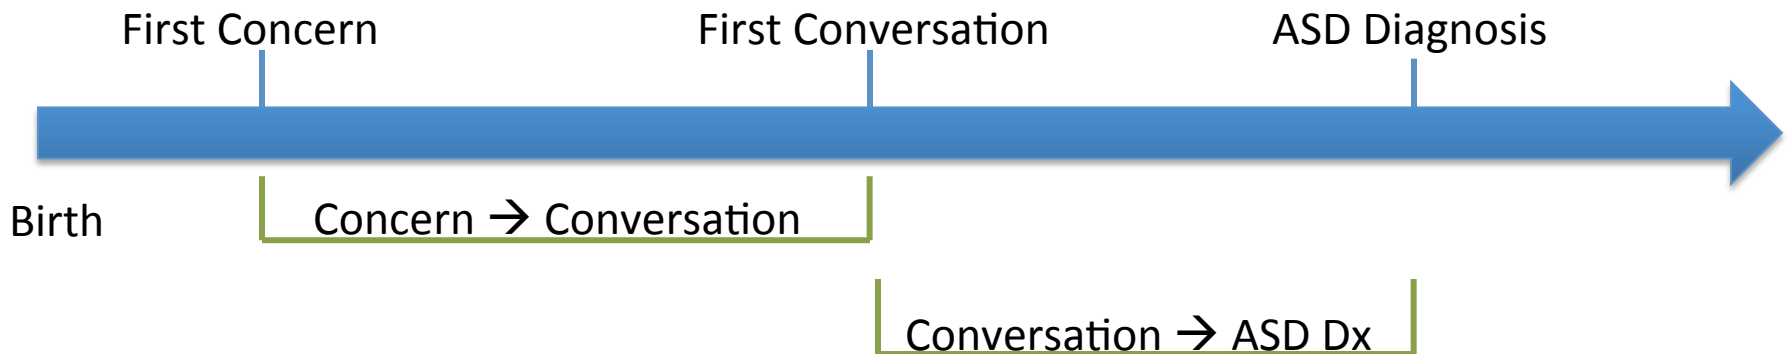 First Concern
First Conversation
ASD Diagnosis
Birth
Concern → Conversation
Conversation → ASD Dx